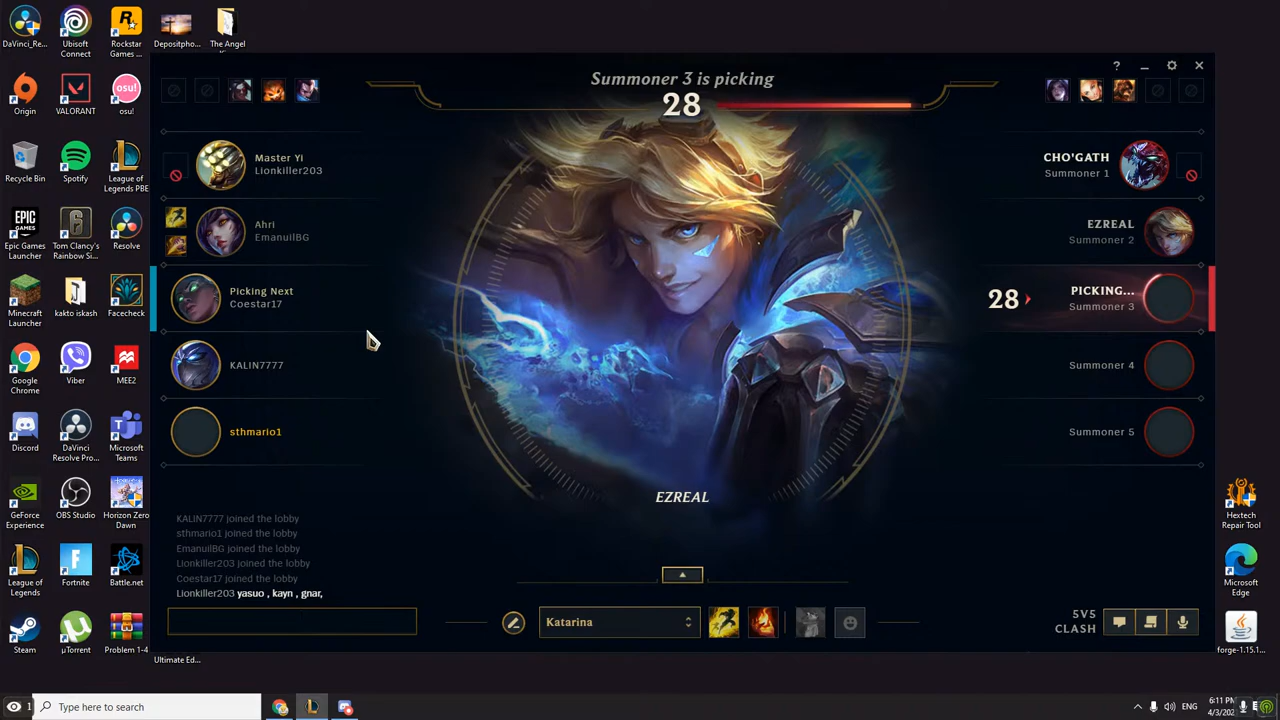 DaVinci_Re...
Ubisoft
Connect
Rockstar
Games ...
Depositpho...
The Angel
Origin
VALORANT
osu!
osu!
Recycle Bin
Spotify
League of
Legends PBE
EPIC
GAMES
Epic Games
Launcher
Tom Clancy's
Rainbow Si...
Resolve
Minecraft
Launcher
kakto iskash
Facecheck
Google
Chrome
Viber
MEE2
Discord
DaVinci
Resolve Pro...
Microsoft
Teams
GeForce
Experience
OBS Studio
Horizon Zero
Dawn
League of
Legends
Fortnite
Battle.net
Steam
µTorrent
Problem 1-4
Ultimate Ed...
Hextech
Repair Tool
Microsoft
Edge
forge-1.15.1...
Summoner 3 is picking
28
?
Master Yi
Lionkiller203
Ahri
EmanuilBG
Picking Next
Coestar17
KALIN7777
sthmario1
CHO'GATH
Summoner 1
EZREAL
Summoner 2
28
PICKING...
Summoner 3
Summoner 4
Summoner 5
EZREAL
KALIN7777 joined the lobby
sthmario1 joined the lobby
EmanuilBG joined the lobby
Lionkiller203 joined the lobby
Coestar17 joined the lobby
Lionkiller203 yasuo , kayn , gnar,
Katarina
5V5
CLASH
1
Type here to search
ENG
6:11 PM